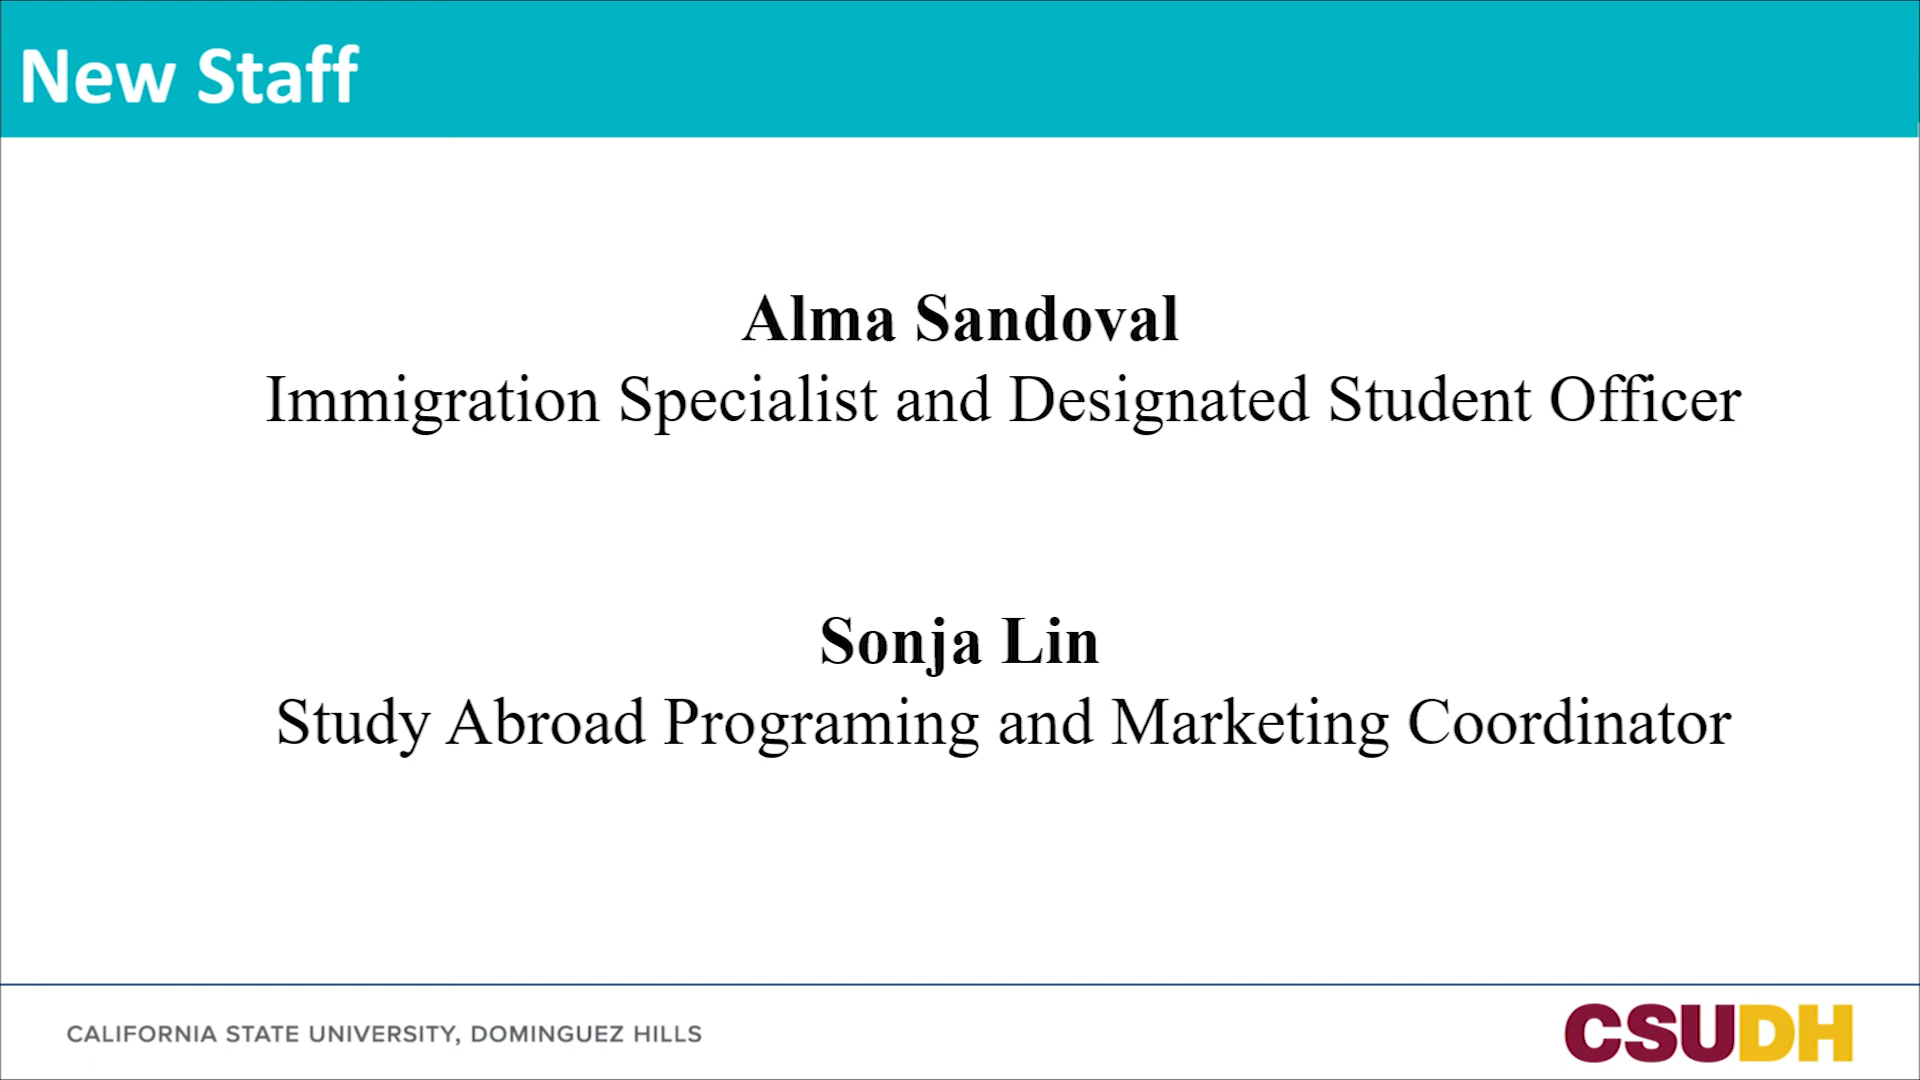 New Staff
Alma Sandoval
Immigration Specialist and Designated Student Officer
Sonja Lin
Study Abroad Programing and Marketing Coordinator
CALIFORNIA STATE UNIVERSITY, DOMINGUEZ HILLS
CSUDH